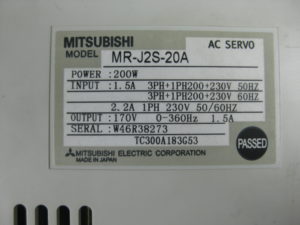 MITSUBISHI AC SERVO
MODEL MR-J2S-20A
POWER : 200W
INPUT : 1.5A 3PH+1PH200+230V 50HZ
3PH+1PH200+230V 60HZ
2.2A 1PH 230V 50/60HZ
OUTPUT: 170V 0-360HZ 1.5A
SERIAL: W46R38273
TC300A183G53
MITSUBISHI ELECTRIC CORPORATION
MADE IN JAPAN
PASSED